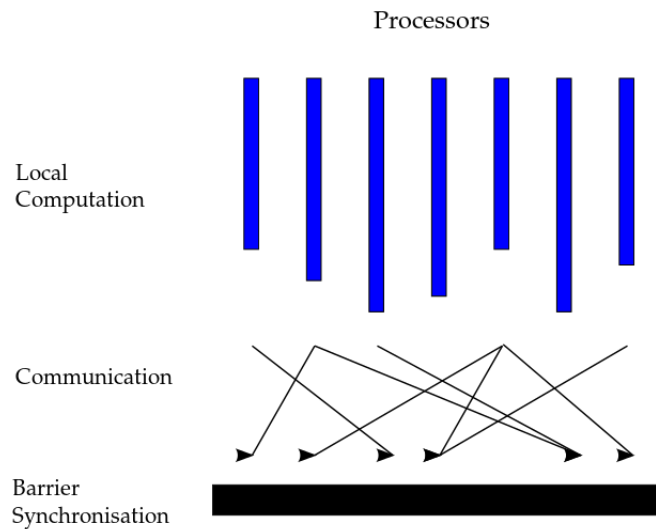 Processors
Local
Computation
Communication
Barrier
Synchronisation